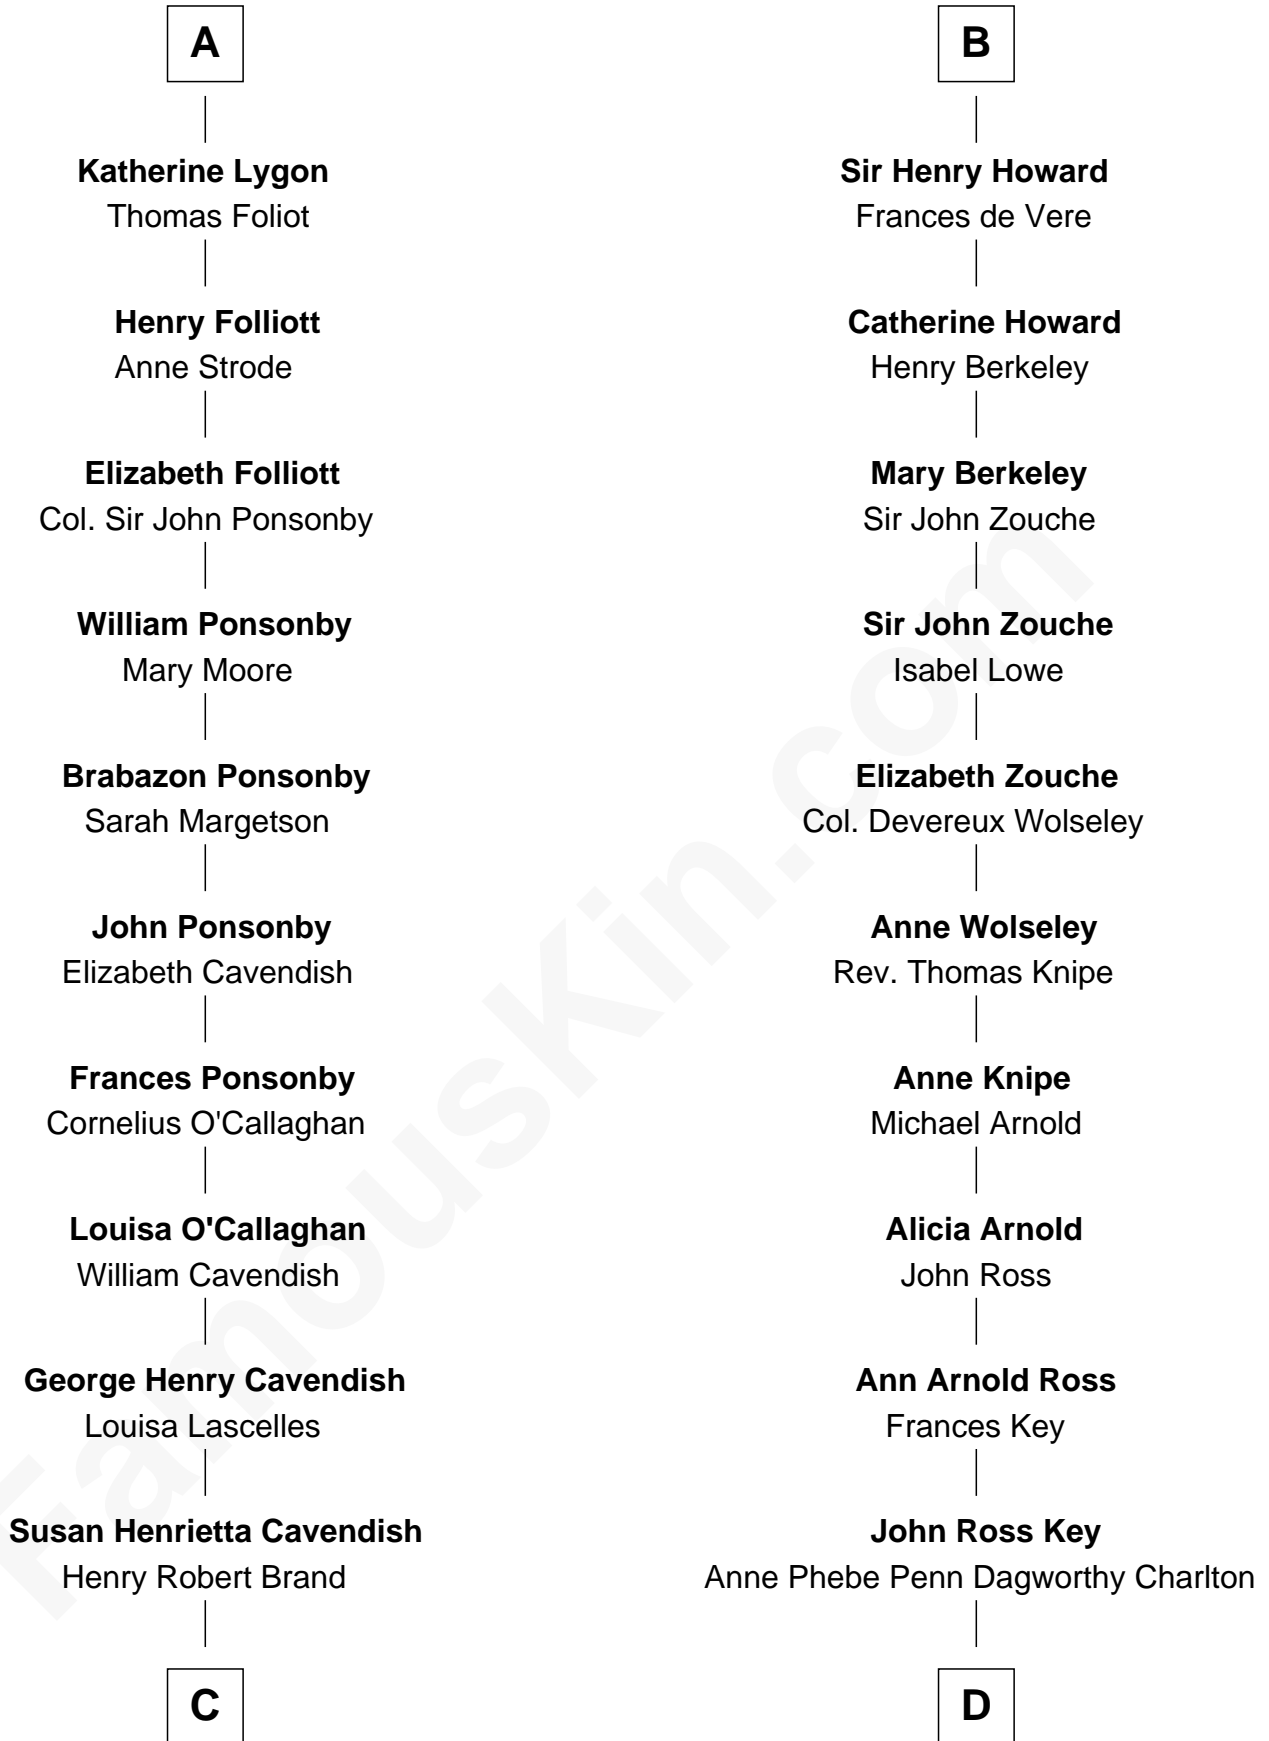 A
Katherine Lygon
Thomas Foliot
Henry Folliott
Anne Strode
Elizabeth Folliott
Col. Sir John Ponsonby
William Ponsonby
Mary Moore
Brabazon Ponsonby
Sarah Margetson
John Ponsonby
Elizabeth Cavendish
Frances Ponsonby
Cornelius O'Callaghan
Louisa O'Callaghan
William Cavendish
George Henry Cavendish
Louisa Lascelles
Susan Henrietta Cavendish
Henry Robert Brand
C
B
Sir Henry Howard
Frances de Vere
Catherine Howard
Henry Berkeley
Mary Berkeley
Sir John Zouche
Sir John Zouche
Isabel Lowe
Elizabeth Zouche
Col. Devereux Wolseley
Anne Wolseley
Rev. Thomas Knipe
Anne Knipe
Michael Arnold
Alicia Arnold
John Ross
Ann Arnold Ross
Frances Key
John Ross Key
Anne Phebe Penn Dagworthy Charlton
D
FamousKin.com